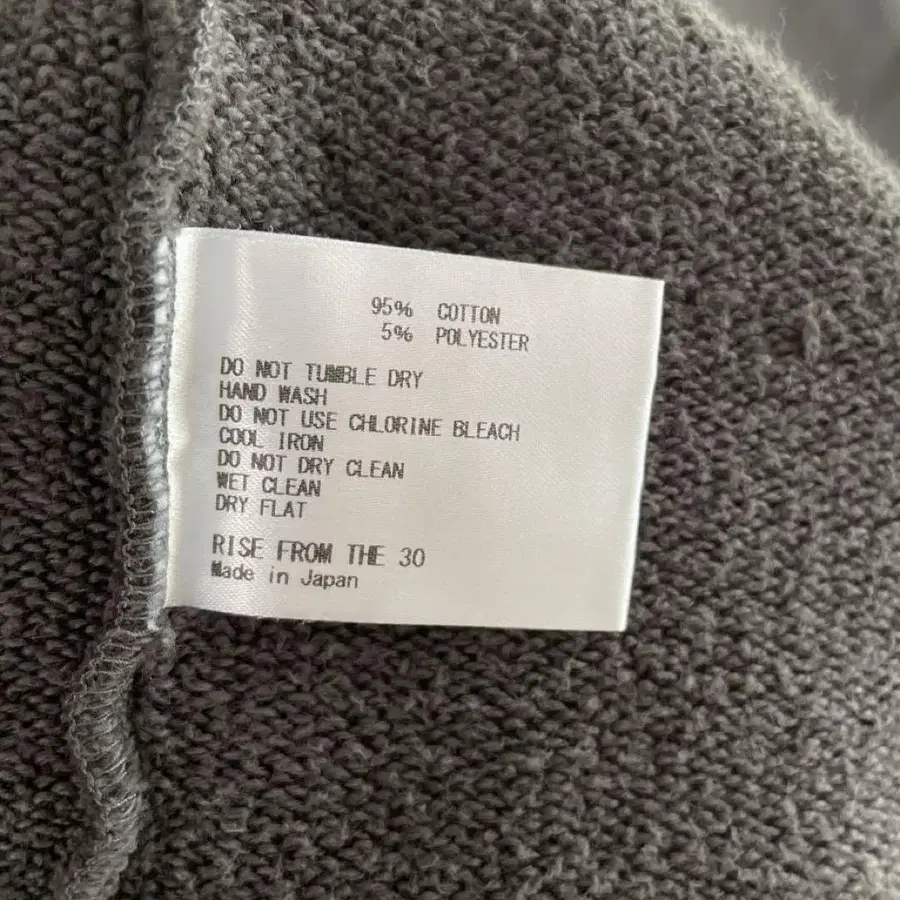 95% COTTON
5% POLYESTER
DO NOT TUMBLE DRY
HAND WASH
DO NOT USE CHLORINE BLEACH
COOL IRON
DO NOT DRY CLEAN
WET CLEAN
DRY FLAT
RISE FROM THE 30
Made in Japan